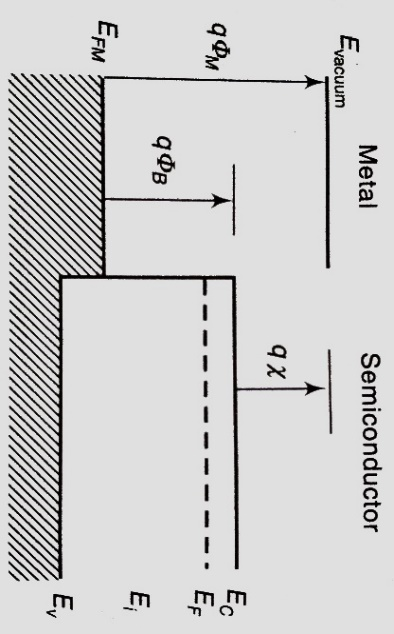 Metal
Semiconductor
E_vacuum
qΦ_M
qΦ_B
qχ
E_FM
E_C
E_F
E_i
E_v